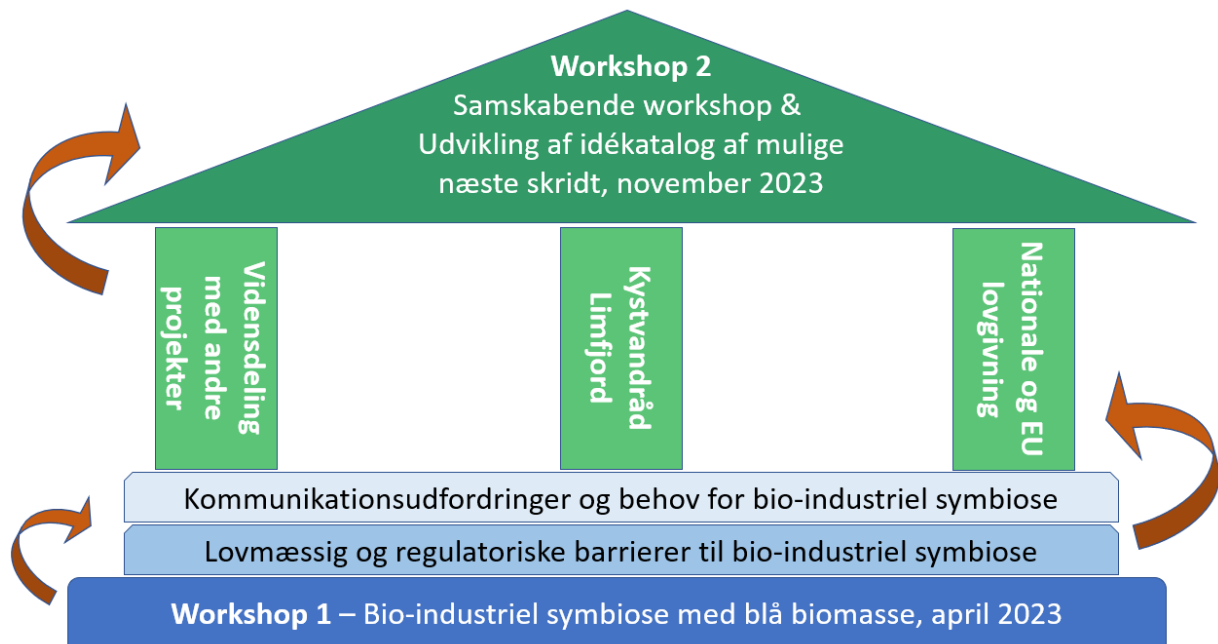 Workshop 2
Samskabende workshop &
Udvikling af idékatalog af mulige
næste skridt, november 2023
Vidensdeling
med andre
projekter
Kystvandråd
Limfjord
Nationale og EU
lovgivning
Kommunikationsudfordringer og behov for bio-industriel symbiose
Lovmæssig og regulatoriske barrierer til bio-industriel symbiose
Workshop 1 – Bio-industriel symbiose med blå biomasse, april 2023